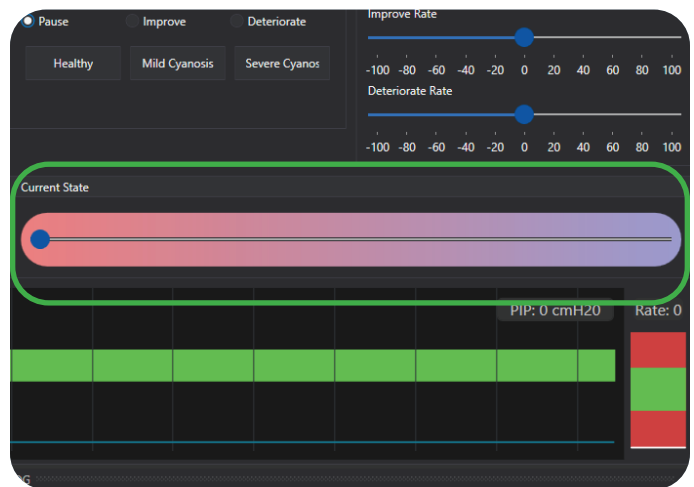 Pause Improve Deteriorate
Healthy Mild Cyanosis Severe Cyanos
Improve Rate
-100 -80 -60 -40 -20 0 20 40 60 80 100
Deteriorate Rate
-100 -80 -60 -40 -20 0 20 40 60 80 100
Current State
PIP: 0 cmH20 Rate: 0